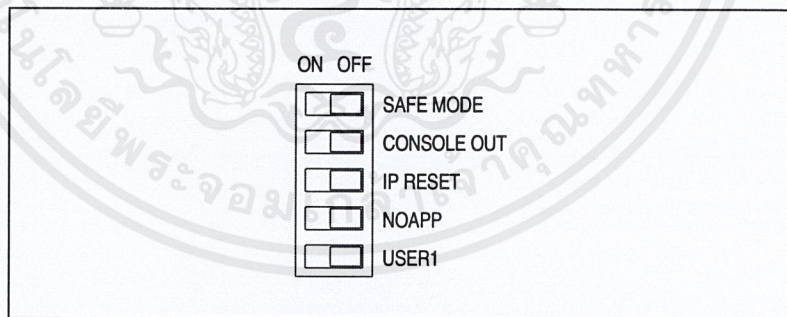 ON OFF
SAFE MODE
CONSOLE OUT
IP RESET
NOAPP
USER1